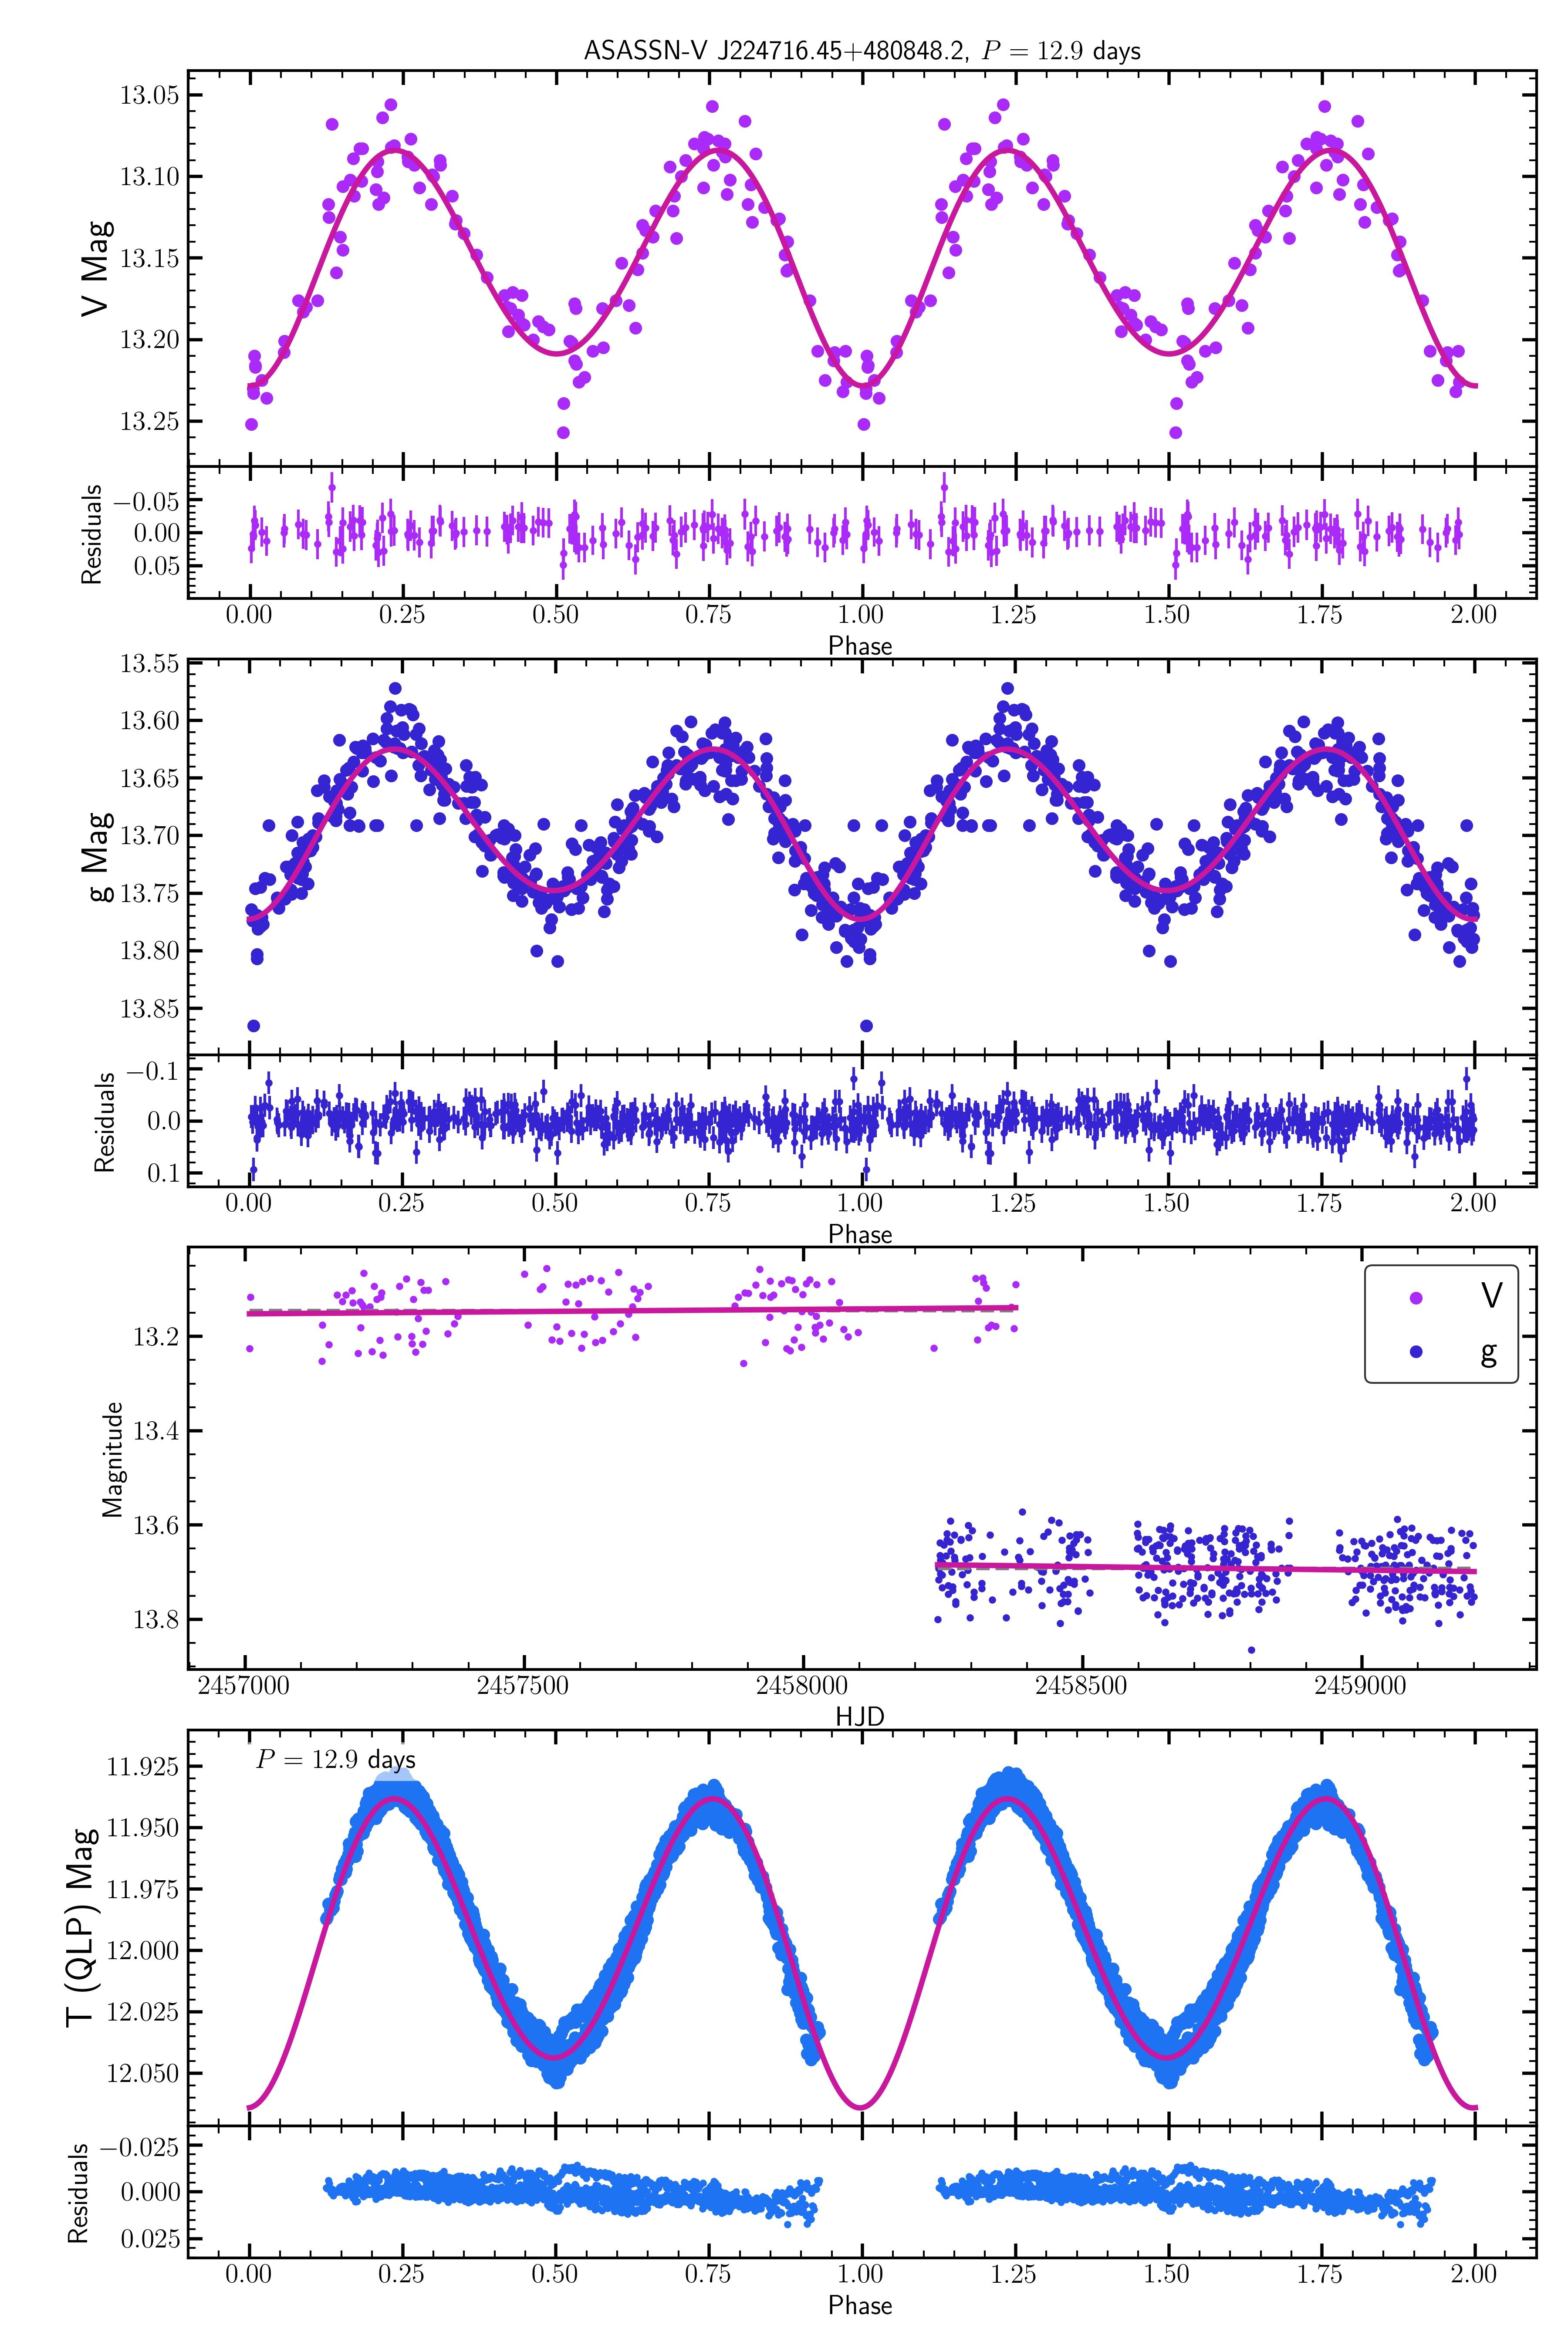 ASASSN-V J224716.45+480848.2, P = 12.9 days
13.05
13.10
13.15
13.20
13.25
V Mag
−0.05
0.00
0.05
Residuals
0.00 0.25 0.50 0.75 1.00 1.25 1.50 1.75 2.00
Phase
13.55
13.60
13.65
13.70
13.75
13.80
13.85
g Mag
−0.1
0.0
0.1
Residuals
0.00 0.25 0.50 0.75 1.00 1.25 1.50 1.75 2.00
Phase
V
g
13.2
13.4
13.6
13.8
Magnitude
2457000 2457500 2458000 2458500 2459000
HJD
P = 12.9 days
11.925
11.950
11.975
12.000
12.025
12.050
T (QLP) Mag
−0.025
0.000
0.025
Residuals
0.00 0.25 0.50 0.75 1.00 1.25 1.50 1.75 2.00
Phase